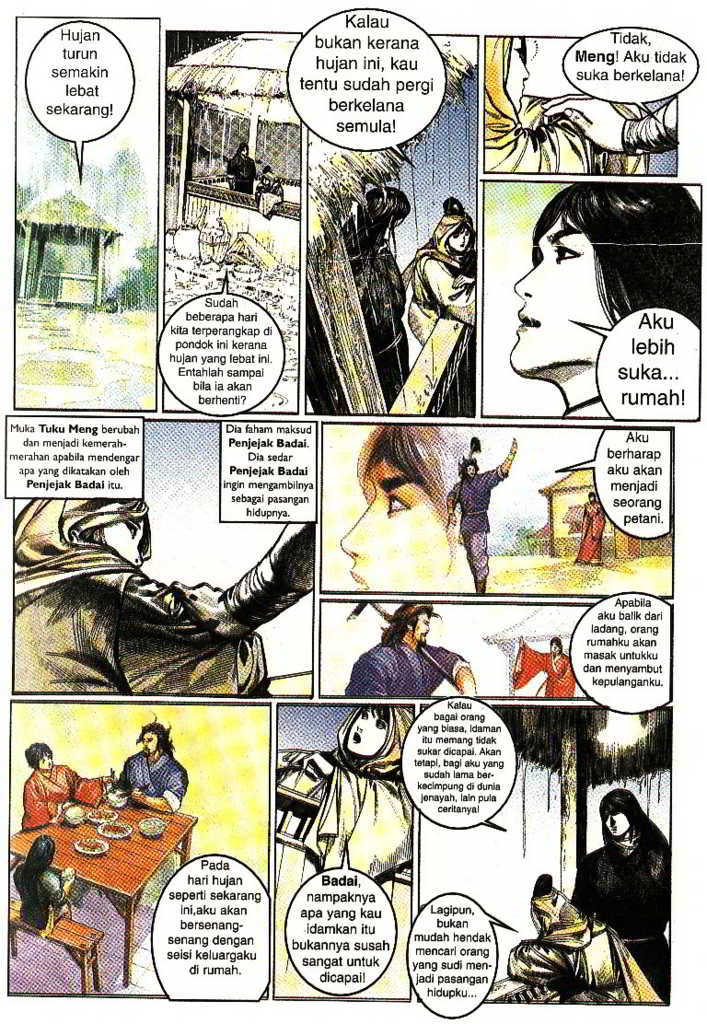 Hujan
turun
semakin
lebat
sekarang!
Sudah
beberapa hari
kita terperangkap di
pondok ini kerana
hujan yang lebat ini.
Entahlah sampai
bila ia akan
berhenti?
Kalau
bukan kerana
hujan ini, kau
tentu sudah pergi
berkelana
semula!
Tidak,
Meng! Aku tidak
suka berkelana!
Aku
lebih
suka...
rumah!
Muka Tuku Meng berubah
dan menjadi kemerah-
merahan apabila mendengar
apa yang dikatakan oleh
Penjejak Badai itu.
Dia faham maksud
Penjejak Badai.
Dia sedar
Penjejak Badai
ingin mengambilnya
sebagai pasangan
hidupnya.
Aku
berharap
aku akan
menjadi
seorang
petani.
Apabila
aku balik dari
ladang, orang
rumahku akan
masak untukku
dan menyambut
kepulanganku.
Pada
hari hujan
seperti sekarang
ini,aku akan
bersenang-
senang dengan
seisi keluargaku
di rumah.
Badai,
nampaknya
apa yang kau
idamkan itu
bukannya susah
sangat untuk
dicapai!
Kalau
bagai orang
yang biasa, Idaman
itu memang tidak
sukar dicapai. Akan
tetapi, bagi aku yang
sudah lama ber-
kecimpung di dunia
jenayah, lain pula
ceritanya!
Lagipun,
bukan
mudah hendak
mencari orang
yang sudi men-
jadi pasangan
hidupku...